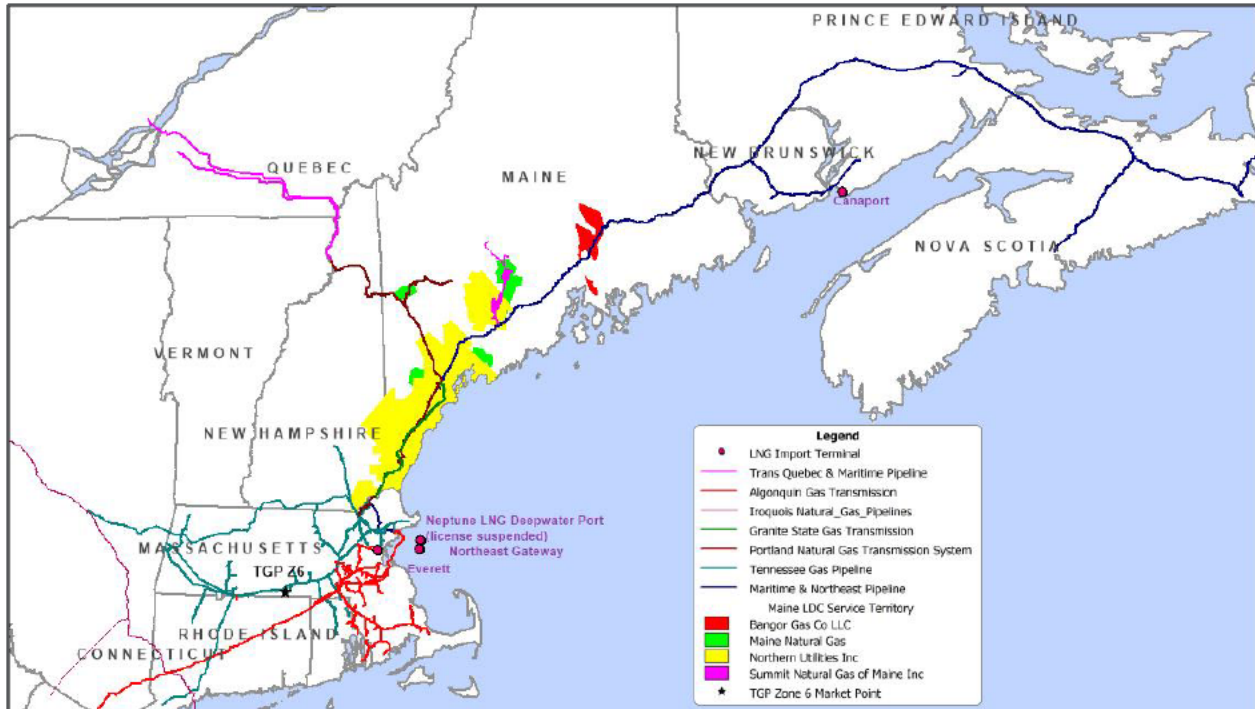 PRINCE EDWARD ISLAND
QUEBEC
MAINE
NEW BRUNSWICK
Canaport
NOVA SCOTIA
VERMONT
NEW HAMPSHIRE
Neptune LNG Deepwater Port
(license suspended)
Northeast Gateway
MASSACHUSETTS
TGP Z6
Everett
RHODE ISLAND
CONNECTICUT
Legend
LNG Import Terminal
Trans Quebec & Maritime Pipeline
Algonquin Gas Transmission
Iroquois Natural_Gas_Pipelines
Granite State Gas Transmission
Portland Natural Gas Transmission System
Tennessee Gas Pipeline
Maritime & Northeast Pipeline
Maine LDC Service Territory
Bangor Gas Co LLC
Maine Natural Gas
Northern Utilities Inc
Summit Natural Gas of Maine Inc
TGP Zone 6 Market Point